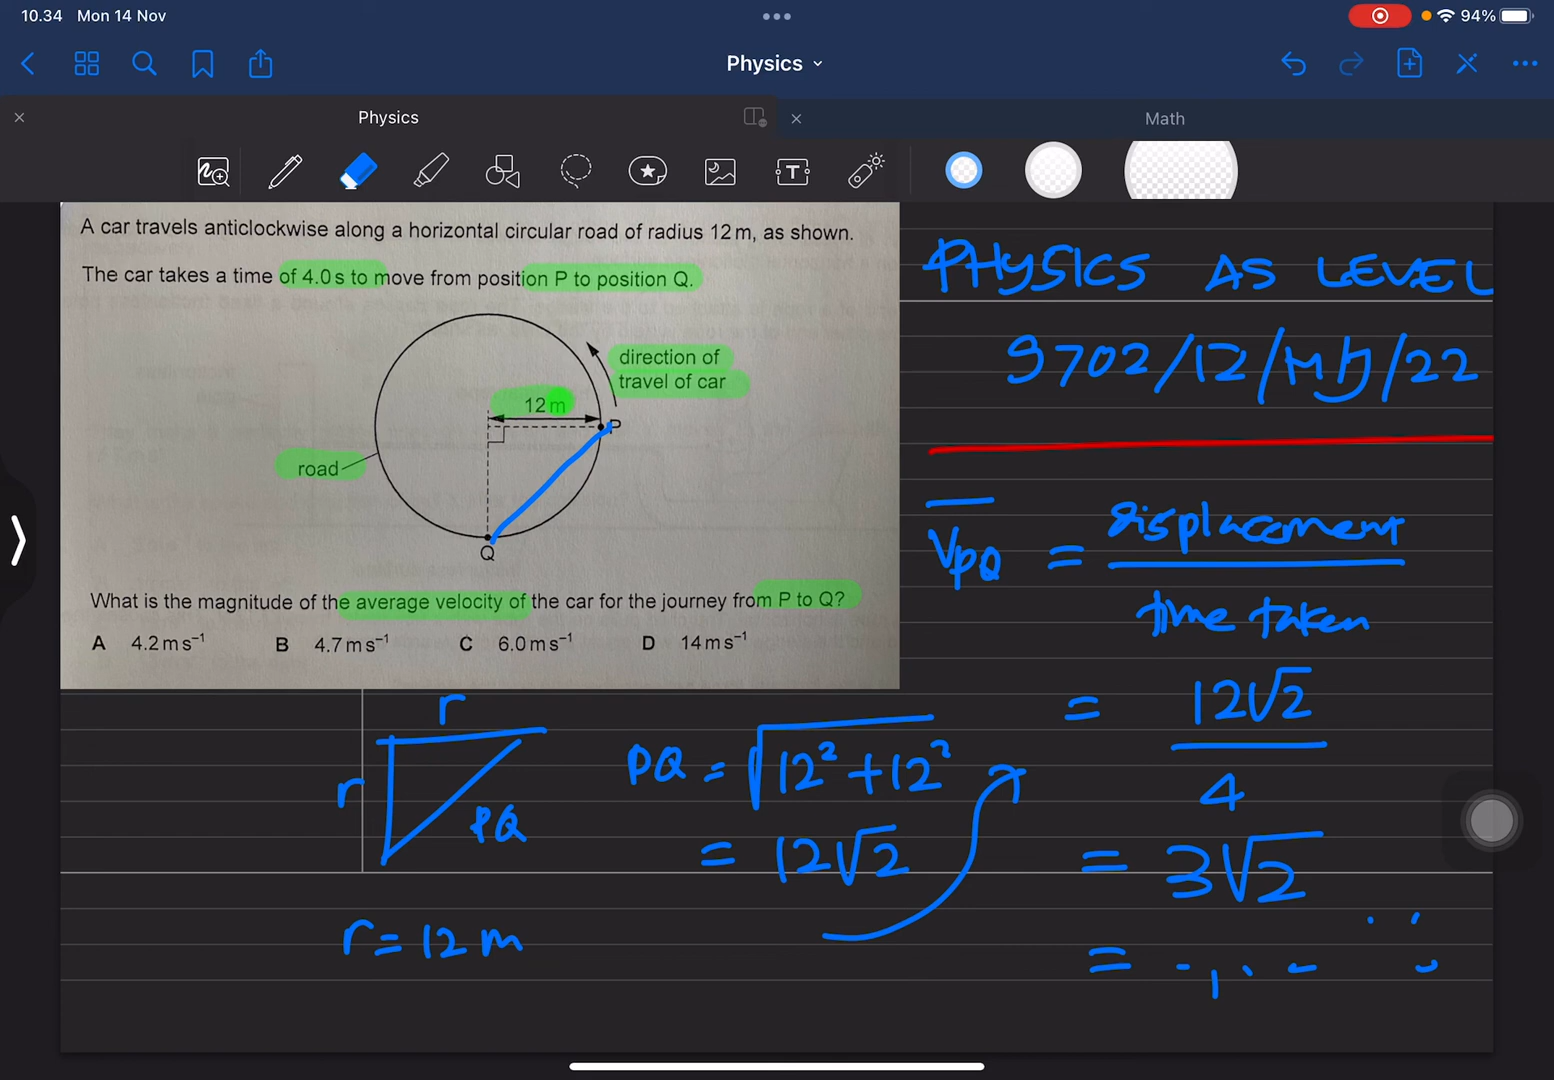 10.34 Mon 14 Nov
94%
Physics
Physics
Math
A car travels anticlockwise along a horizontal circular road of radius 12 m, as shown.
The car takes a time of 4.0 s to move from position P to position Q.
direction of
travel of car
12 m
P
road
Q
What is the magnitude of the average velocity of the car for the journey from P to Q?
A 4.2 m s⁻¹ B 4.7 m s⁻¹ C 6.0 m s⁻¹ D 14 m s⁻¹
PHYSICS AS LEVEL
9702/12/MJ/22
V̅PQ = displacement
time taken
= 12√2
4
= 3√2
=
r
r
PQ
r = 12 m
PQ = √12² + 12²
= 12√2